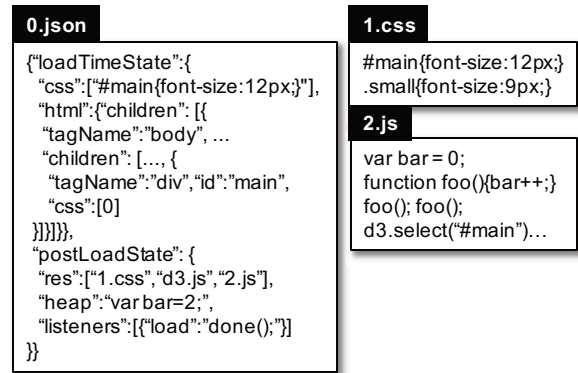 0.json
{“loadTimeState”:{
“css”:[“#main{font-size:12px;}"],
“html”:{“children”: [{
“tagName”:”body”, …
“children”: [..., {
“tagName”:”div”,“id”:”main”,
“css”:[0]
}]}]}},
“postLoadState”: {
“res”:[“1.css”,“d3.js”,“2.js”],
“heap”:“var bar=2;”,
“listeners”:[{“load”:”done();”}]
}}
1.css
#main{font-size:12px;}
.small{font-size:9px;}
2.js
var bar = 0;
function foo(){bar++;}
foo(); foo();
d3.select(“#main”)…